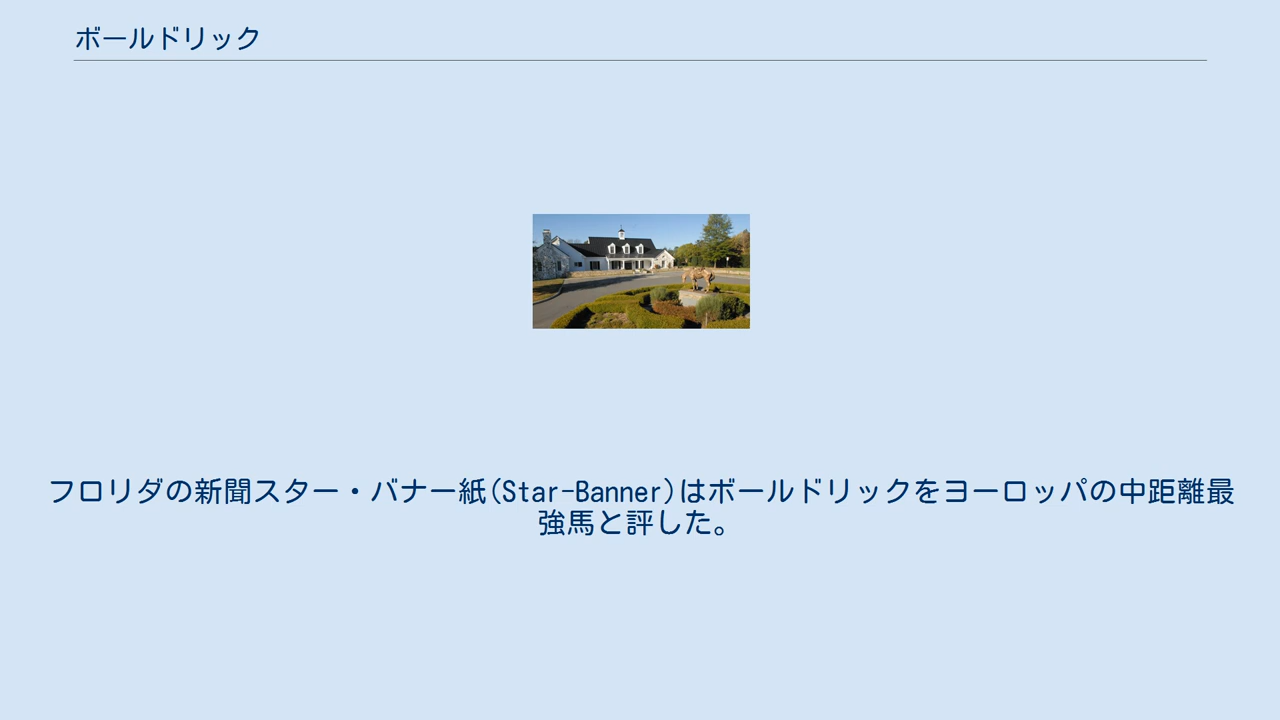 ボールドリック
フロリダの新聞スター・バナー紙(Star-Banner)はボールドリックをヨーロッパの中距離最
強馬と評した。